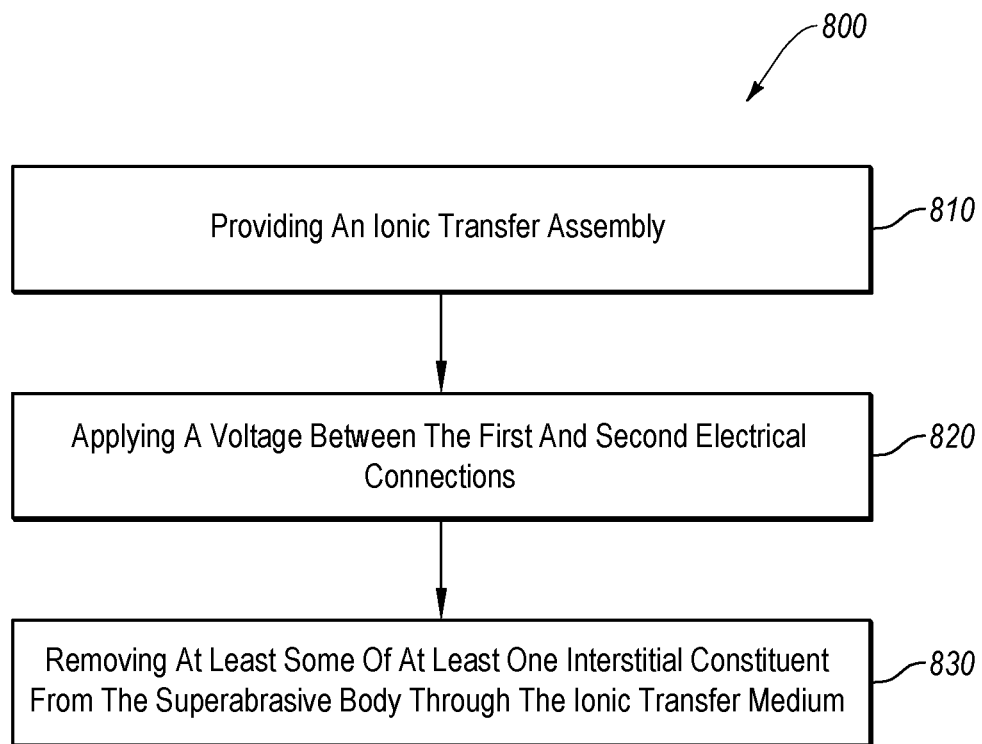 800
Providing An Ionic Transfer Assembly
810
Applying A Voltage Between The First And Second Electrical
Connections
820
Removing At Least Some Of At Least One Interstitial Constituent
From The Superabrasive Body Through The Ionic Transfer Medium
830